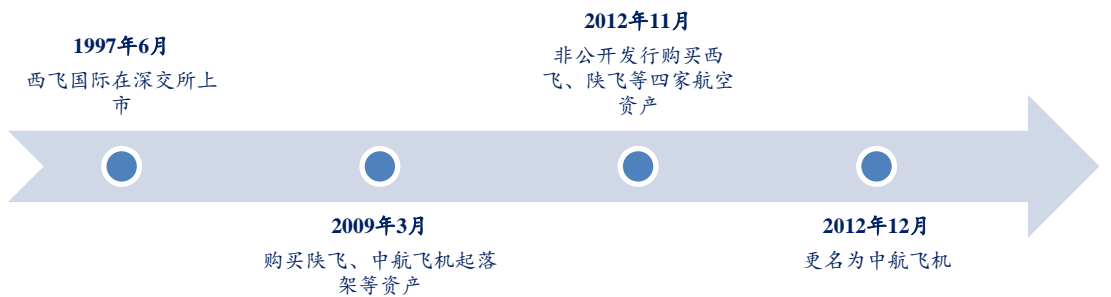 1997年6月
西飞国际在深交所上
市
2009年3月
购买陕飞、中航飞机起落
架等资产
2012年11月
非公开发行购买西
飞、陕飞等四家航空
资产
2012年12月
更名为中航飞机